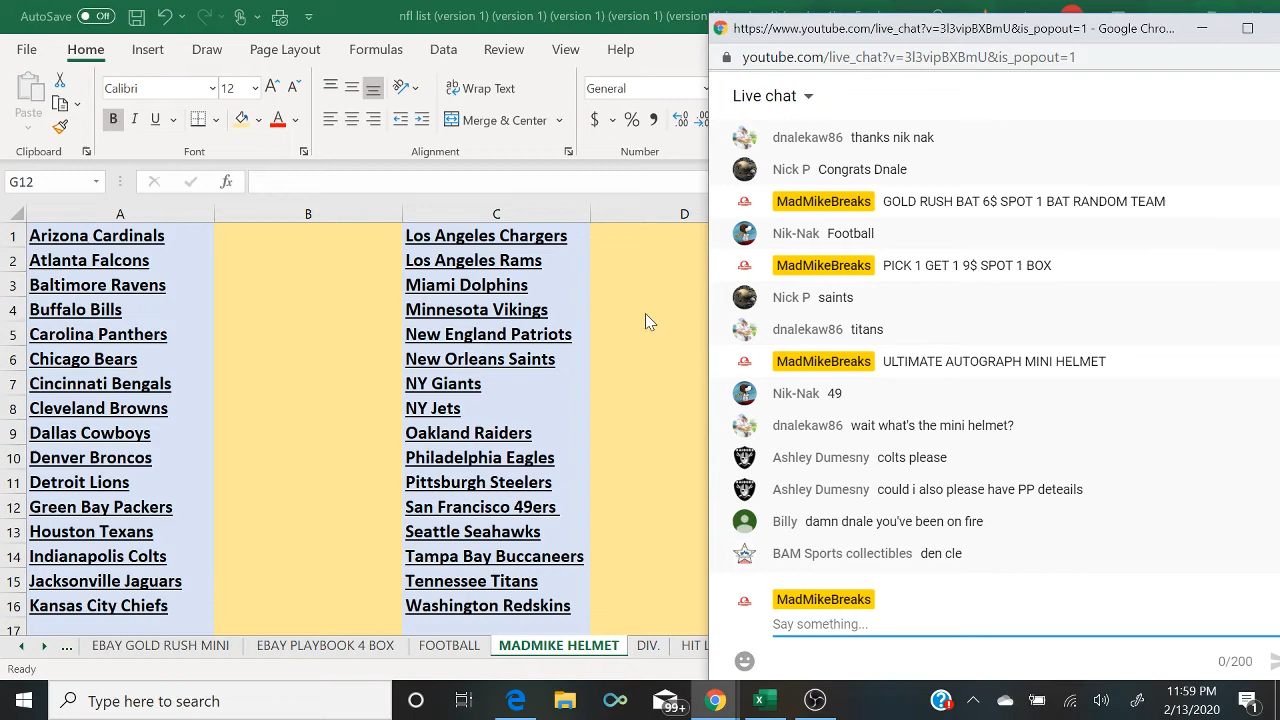 AutoSave Off nfl list (version 1) (version 1) (version 1) (version 1) (version 1) (version 1)
File Home Insert Draw Page Layout Formulas Data Review View Help
Paste
Calibri 12
B I U
A A
ab Wrap Text
Merge & Center
General
$ % 9
Clipboard Font Alignment Number
G12 fx
A B C D
1 Arizona Cardinals Los Angeles Chargers
2 Atlanta Falcons Los Angeles Rams
3 Baltimore Ravens Miami Dolphins
4 Buffalo Bills Minnesota Vikings
5 Carolina Panthers New England Patriots
6 Chicago Bears New Orleans Saints
7 Cincinnati Bengals NY Giants
8 Cleveland Browns NY Jets
9 Dallas Cowboys Oakland Raiders
10 Denver Broncos Philadelphia Eagles
11 Detroit Lions Pittsburgh Steelers
12 Green Bay Packers San Francisco 49ers
13 Houston Texans Seattle Seahawks
14 Indianapolis Colts Tampa Bay Buccaneers
15 Jacksonville Jaguars Tennessee Titans
16 Kansas City Chiefs Washington Redskins
17
... EBAY GOLD RUSH MINI EBAY PLAYBOOK 4 BOX FOOTBALL MADMIKE HELMET DIV. HIT L
Ready
https://www.youtube.com/live_chat?v=3l3vipBXBmU&is_popout=1 - Google Chro...
youtube.com/live_chat?v=3l3vipBXBmU&is_popout=1
Live chat
dnalekaw86 thanks nik nak
Nick P Congrats Dnale
MadMikeBreaks GOLD RUSH BAT 6$ SPOT 1 BAT RANDOM TEAM
Nik-Nak Football
MadMikeBreaks PICK 1 GET 1 9$ SPOT 1 BOX
Nick P saints
dnalekaw86 titans
MadMikeBreaks ULTIMATE AUTOGRAPH MINI HELMET
Nik-Nak 49
dnalekaw86 wait what's the mini helmet?
Ashley Dumesny colts please
Ashley Dumesny could i also please have PP deteails
Billy damn dnale you've been on fire
BAM Sports collectibles den cle
MadMikeBreaks
Say something...
0/200
Type here to search
99+
11:59 PM
2/13/2020
1